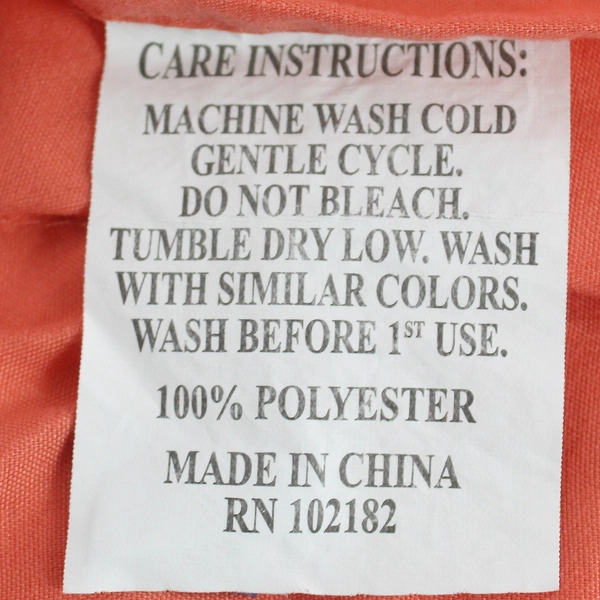 CARE INSTRUCTIONS:
MACHINE WASH COLD
GENTLE CYCLE.
DO NOT BLEACH.
TUMBLE DRY LOW. WASH
WITH SIMILAR COLORS.
WASH BEFORE 1ST USE.
100% POLYESTER
MADE IN CHINA
RN 102182